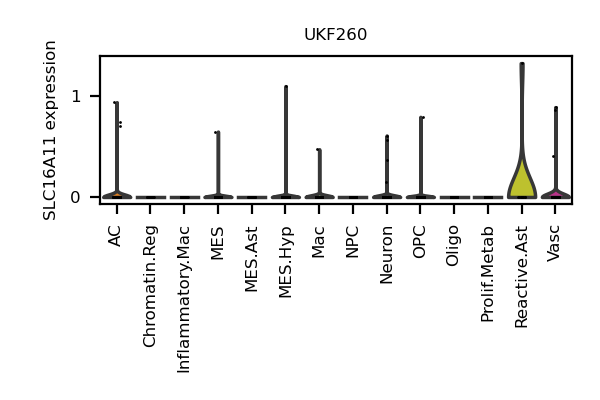 UKF260
SLC16A11 expression
1
0
AC
Chromatin.Reg
Inflammatory.Mac
MES
MES.Ast
MES.Hyp
Mac
NPC
Neuron
OPC
Oligo
Prolif.Metab
Reactive.Ast
Vasc